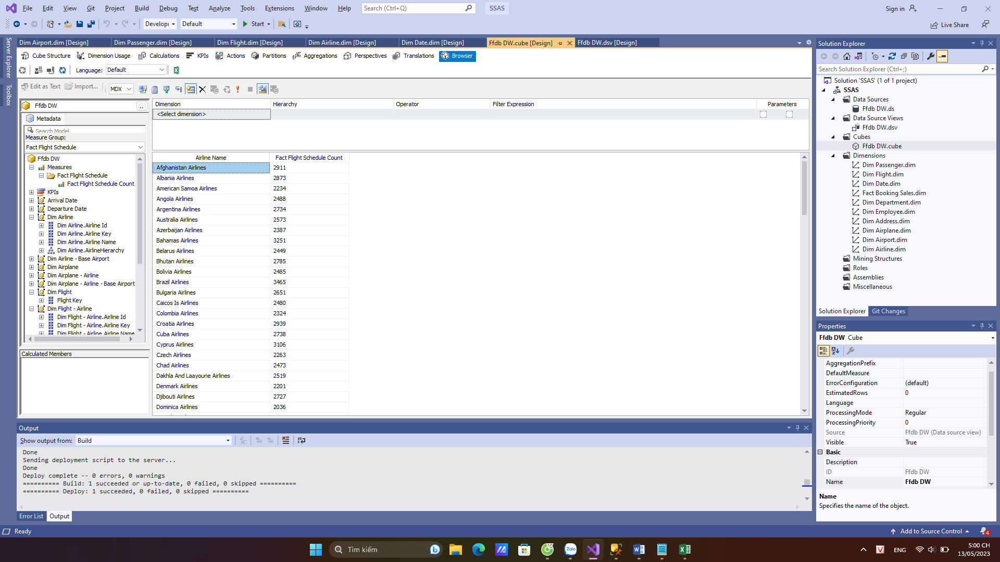 File Edit View Git Project Build Debug Test Analyze Tools Extensions Window Help Search (Ctrl+Q) SSAS Sign in
Developı Default Start Live Share
Server Explorer
Toolbox
Dim Airport.dim [Design] Dim Passenger.dim [Design] Dim Flight.dim [Design] Dim Airline.dim [Design] Dim Date.dim [Design] Ffdb DW.cube [Design] Ffdb DW.dsv [Design]
Cube Structure Dimension Usage Calculations KPIs Actions Partitions Aggregations Perspectives Translations Browser
Language: Default
Edit as Text Import... MDX
Ffdb DW ..
Metadata
Search Model
Measure Group:
Fact Flight Schedule
Ffdb DW
Measures
Fact Flight Schedule
Fact Flight Schedule Count
KPIs
Arrival Date
Departure Date
Dim Airline
Dim Airline.Airline Id
Dim Airline.Airline Key
Dim Airline.Airline Name
Dim Airline.AirlineHierarchy
Dim Airline - Base Airport
Dim Airplane
Dim Airplane - Airline
Dim Airplane - Airline - Base Airport
Dim Flight
Flight Key
Dim Flight - Airline
Dim Flight - Airline.Airline Id
Dim Flight - Airline.Airline Key
Dim Flight - Airline.Airline Name
Calculated Members
Dimension Hierarchy Operator Filter Expression Parameters
<Select dimension>
Airline Name Fact Flight Schedule Count
Afghanistan Airlines 2911
Albania Airlines 2873
American Samoa Airlines 2234
Angola Airlines 2488
Argentina Airlines 2734
Australia Airlines 2573
Azerbaijan Airlines 2387
Bahamas Airlines 3251
Belarus Airlines 2449
Bhutan Airlines 2785
Bolivia Airlines 2485
Brazil Airlines 3465
Bulgaria Airlines 2651
Caicos Is Airlines 2480
Colombia Airlines 2324
Croatia Airlines 2939
Cuba Airlines 2738
Cyprus Airlines 3106
Czech Airlines 2263
Chad Airlines 2473
Dakhla And Laayoune Airlines 2519
Denmark Airlines 2201
Djibouti Airlines 2727
Dominica Airlines 2036
Output
Show output from: Build
Done
Sending deployment script to the server...
Done
Deploy complete -- 0 errors, 0 warnings
========== Build: 1 succeeded or up-to-date, 0 failed, 0 skipped ==========
========== Deploy: 1 succeeded, 0 failed, 0 skipped ==========
Error List Output
Solution Explorer
Search Solution Explorer (Ctrl+;)
Solution 'SSAS' (1 of 1 project)
SSAS
Data Sources
Ffdb DW.ds
Data Source Views
Ffdb DW.dsv
Cubes
Ffdb DW.cube
Dimensions
Dim Passenger.dim
Dim Flight.dim
Dim Date.dim
Fact Booking Sales.dim
Dim Department.dim
Dim Employee.dim
Dim Address.dim
Dim Airplane.dim
Dim Airport.dim
Dim Airline.dim
Mining Structures
Roles
Assemblies
Miscellaneous
Solution Explorer Git Changes
Properties
Ffdb DW Cube
AggregationPrefix
DefaultMeasure
ErrorConfiguration (default)
EstimatedRows 0
Language
ProcessingMode Regular
ProcessingPriority 0
Source Ffdb DW (Data source view)
Visible True
Basic
Description
ID Ffdb DW
Name Ffdb DW
Name
Specifies the name of the object.
Ready Add to Source Control 4
Tìm kiếm Zalo V ENG 5:00 CH
13/05/2023